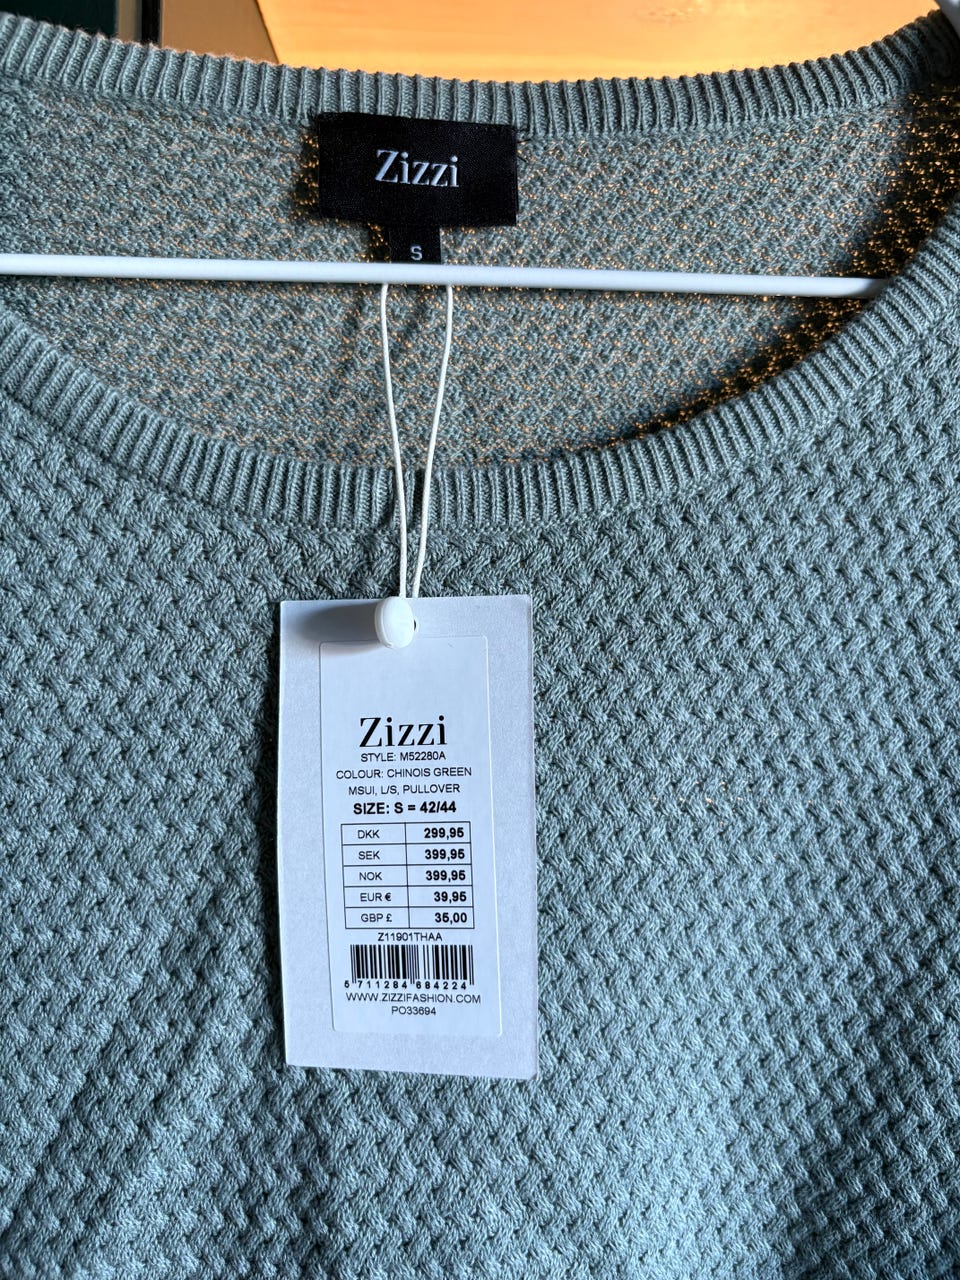 Zizzi
S
Zizzi
STYLE: M52280A
COLOUR: CHINOIS GREEN
MSUI, L/S, PULLOVER
SIZE: S = 42/44
DKK 299,95
SEK 399,95
NOK 399,95
EUR € 39,95
GBP £ 35,00
Z11901THAA
5 711284 684224
WWW.ZIZZIFASHION.COM
PO33694